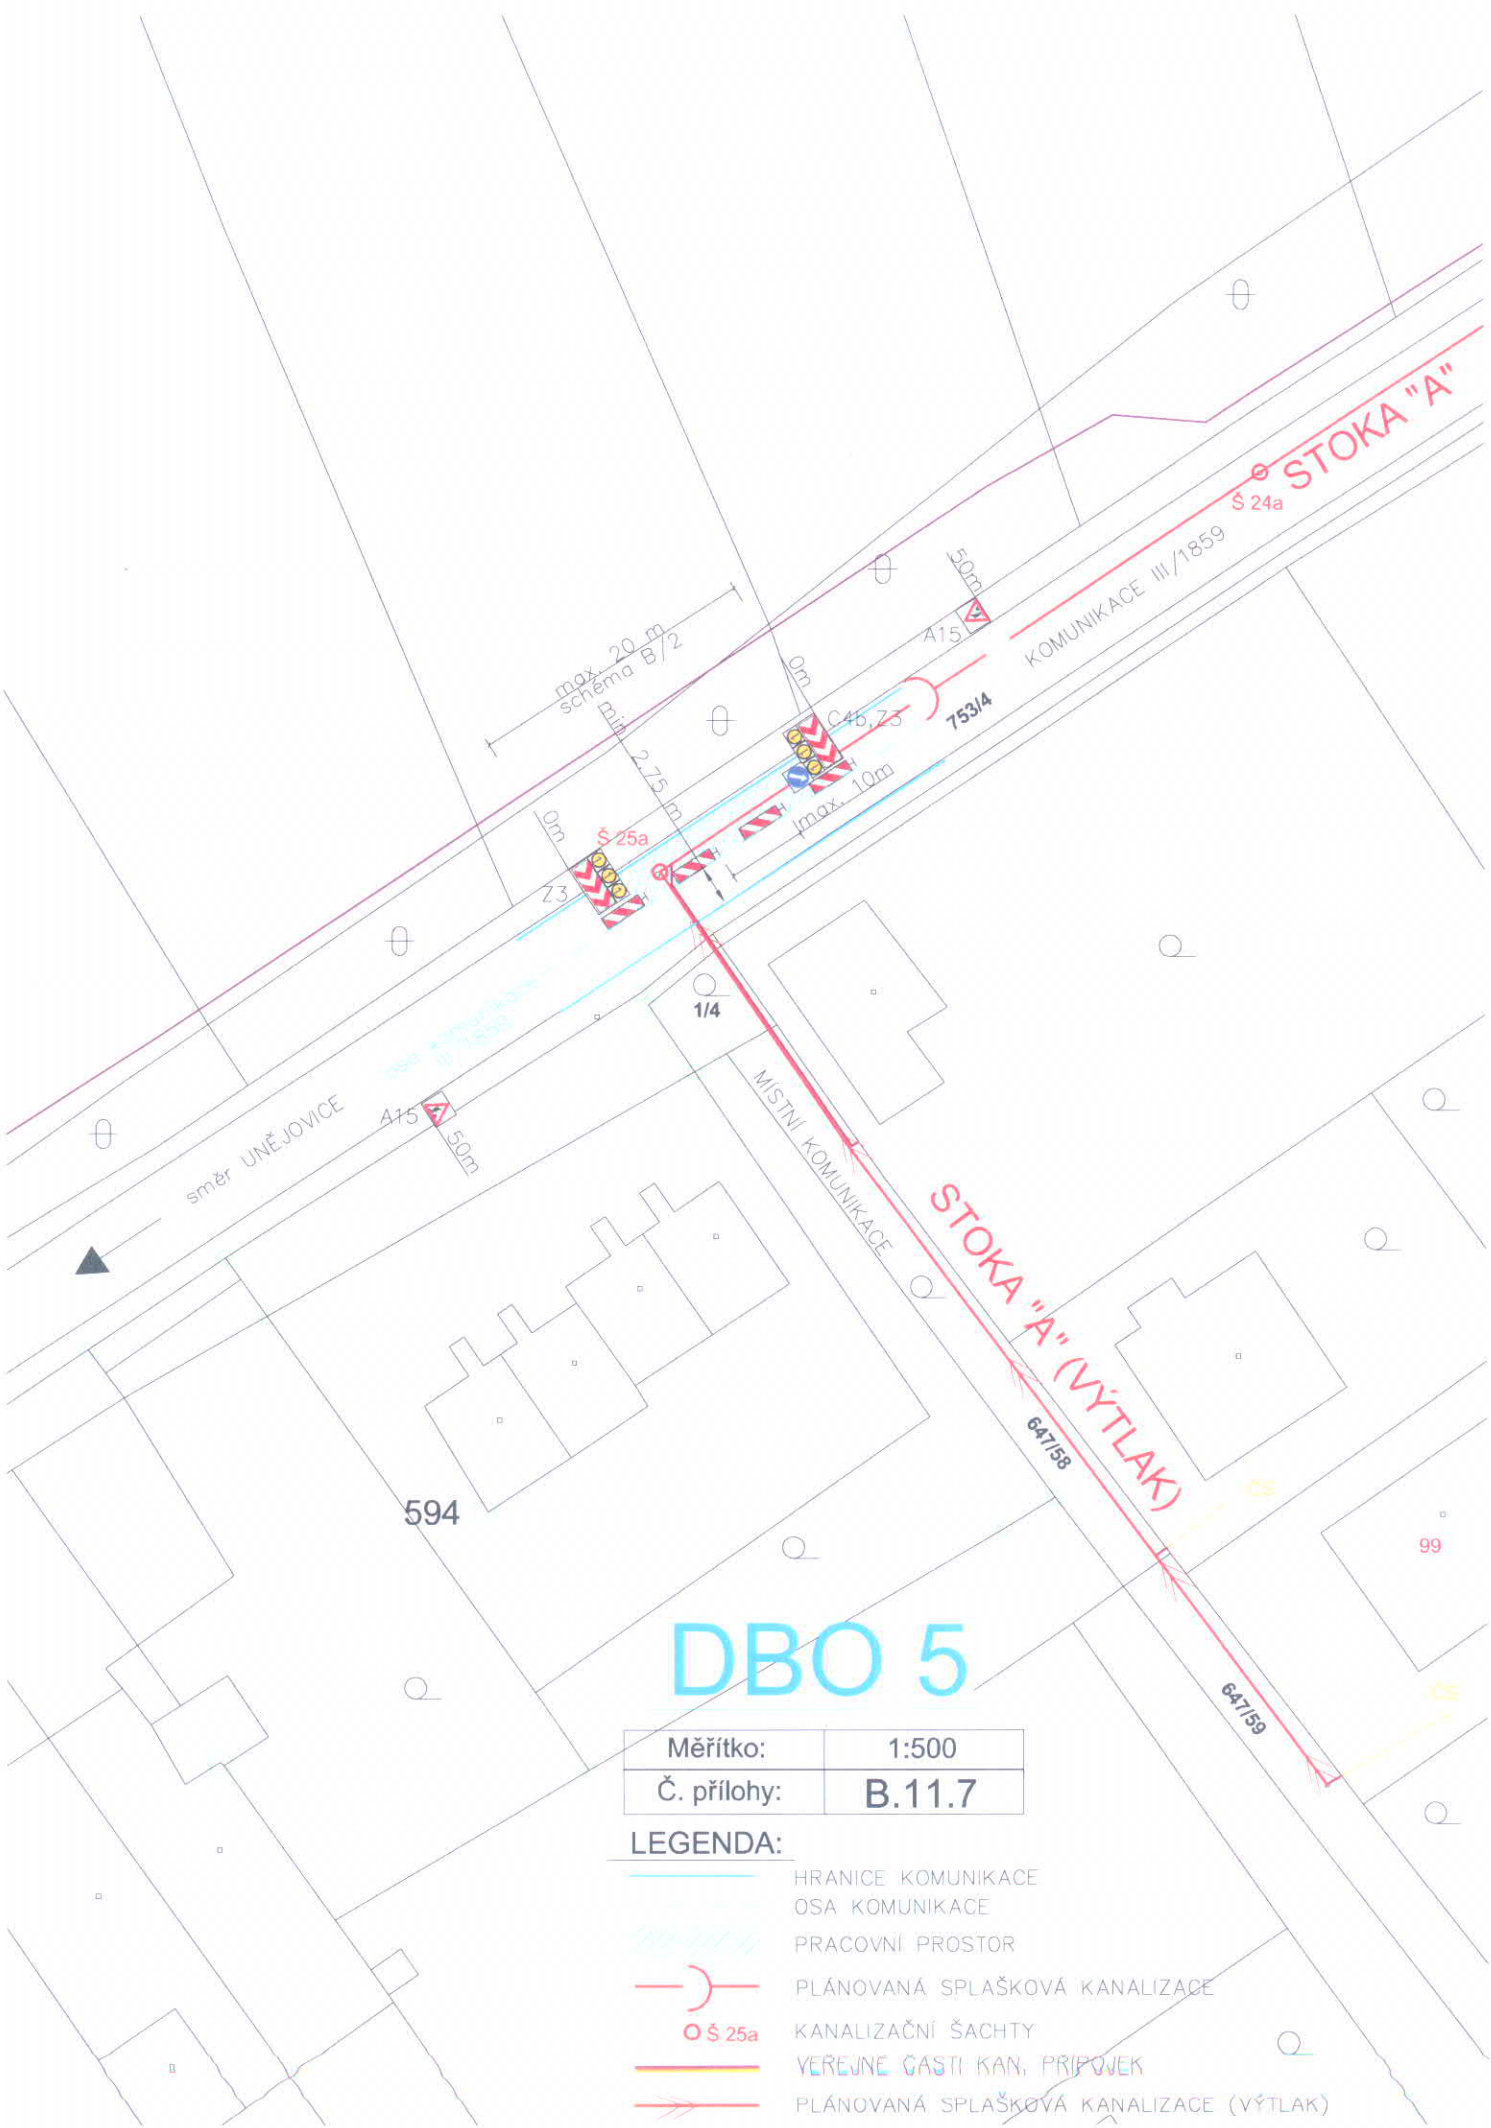 STOKA "A"
Š 24a
KOMUNIKACE III/1859
50m
A15
max. 20 m
schéma B/2
0m
min. 2,75 m
C4b,Z3
753/4
max. 10m
0m
Š 25a
Z3
1/4
směr UNĚJOVICE
A15
50m
MÍSTNÍ KOMUNIKACE
STOKA "A" (VÝTLAK)
647/58
ČS
99
594
647/59
ČS
DBO 5
Měřítko: 1:500
Č. přílohy: B.11.7
LEGENDA:
HRANICE KOMUNIKACE
OSA KOMUNIKACE
PRACOVNÍ PROSTOR
PLÁNOVANÁ SPLAŠKOVÁ KANALIZACE
Š 25a KANALIZAČNÍ ŠACHTY
VEŘEJNÉ ČÁSTI KAN. PŘÍPOJEK
PLÁNOVANÁ SPLAŠKOVÁ KANALIZACE (VÝTLAK)